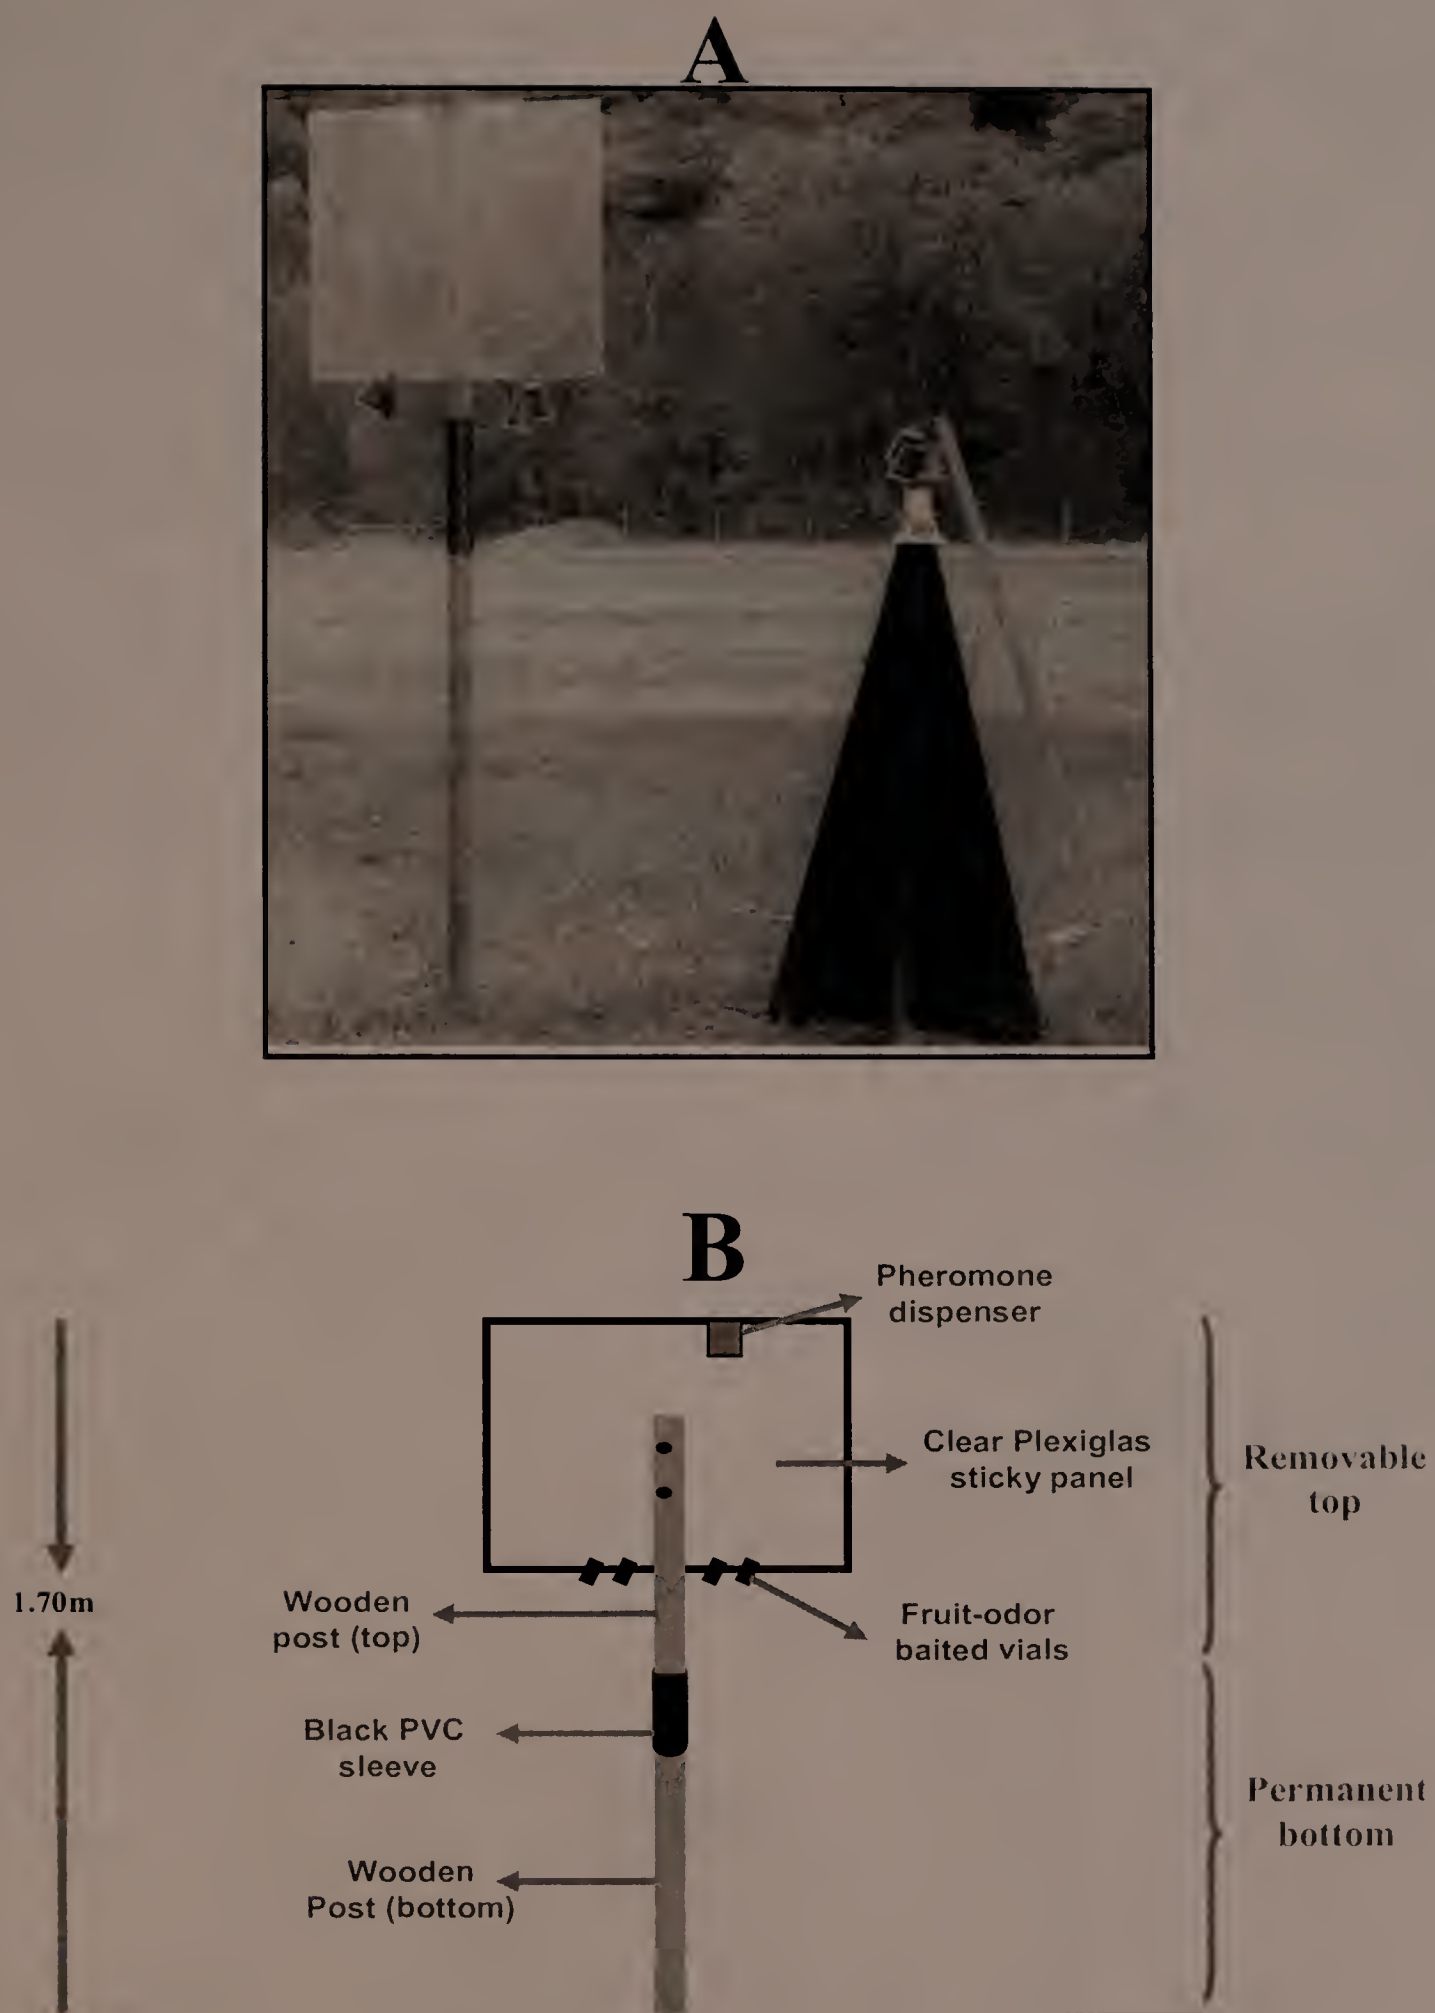 A
B
Pheromone
dispenser
Clear Plexiglas
sticky panel
Removable
top
1.70m
Wooden
post (top)
Fruit-odor
baited vials
Black PVC
sleeve
Permanent
bottom
Wooden
Post (bottom)